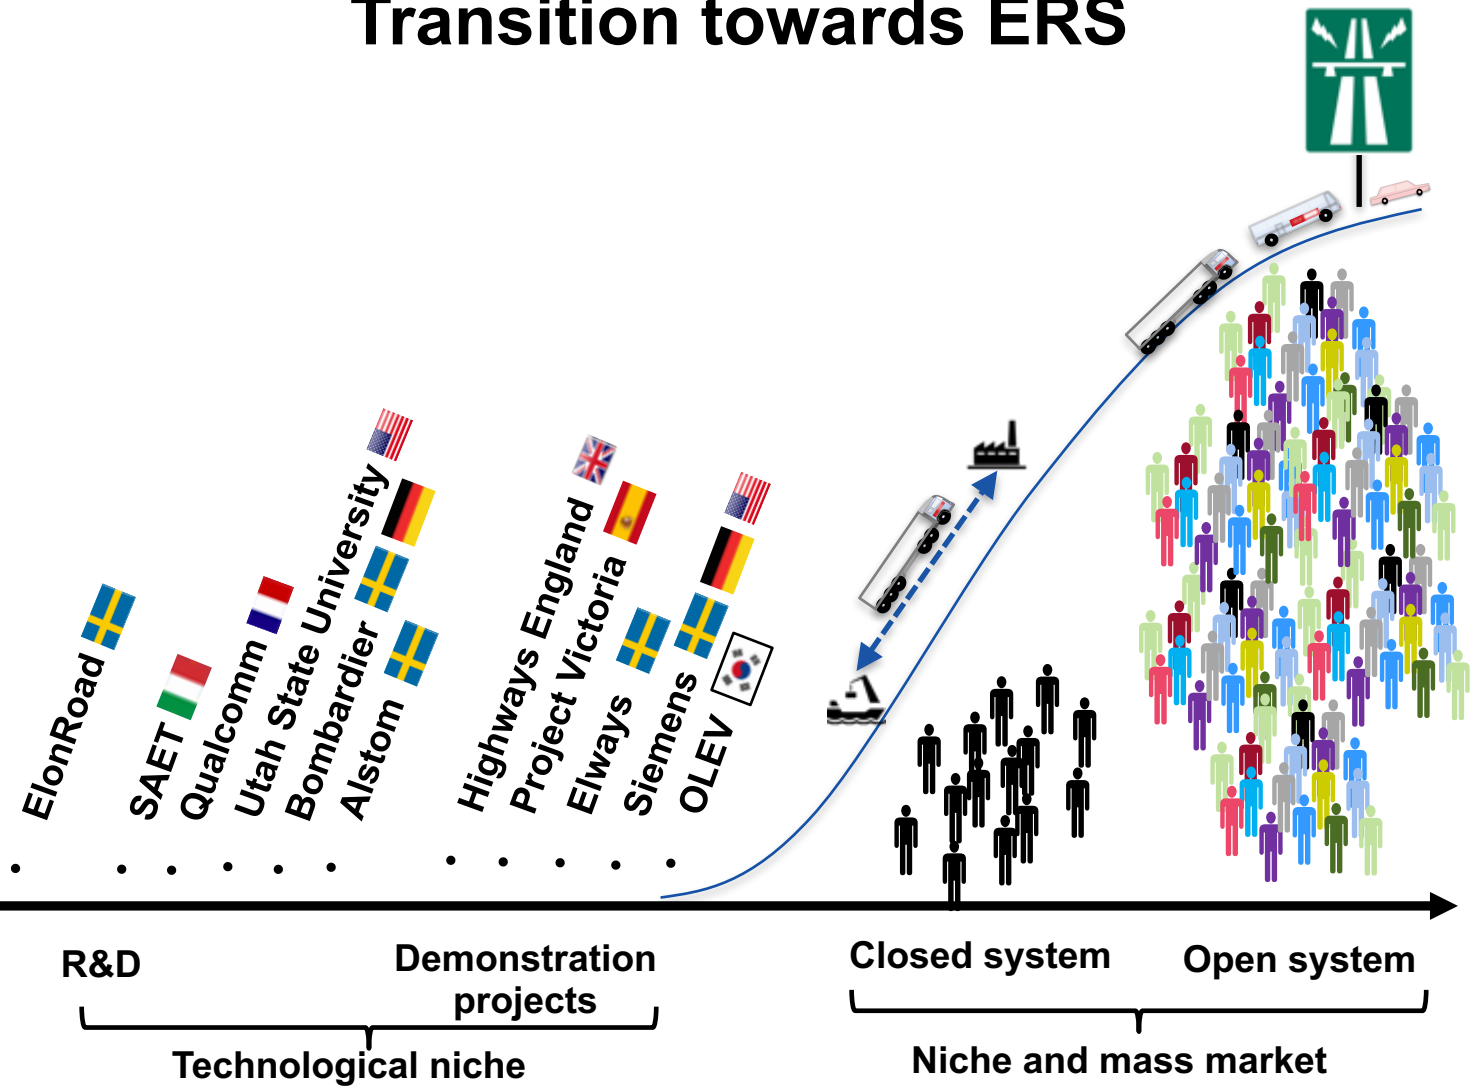 Transition towards ERS
ElonRoad
SAET
Qualcomm
Utah State University
Bombardier
Alstom
Highways England
Project Victoria
Elways
Siemens
OLEV
R&D
Demonstration
projects
Closed system
Open system
Technological niche
Niche and mass market